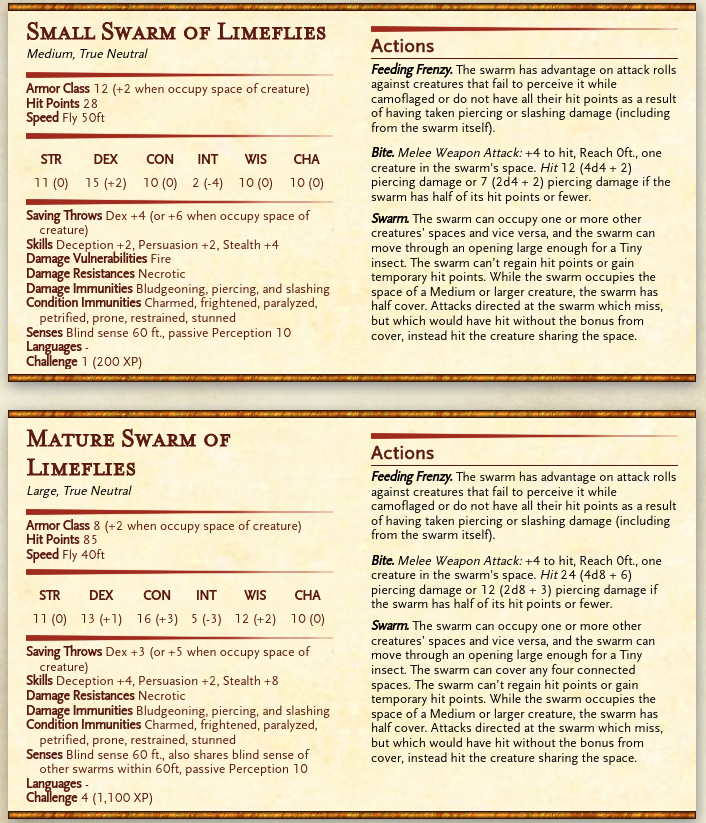 Small Swarm of Limeflies
Medium, True Neutral
Armor Class 12 (+2 when occupy space of creature)
Hit Points 28
Speed Fly 50ft
STR DEX CON INT WIS CHA
11 (0) 15 (+2) 10 (0) 2 (-4) 10 (0) 10 (0)
Saving Throws Dex +4 (or +6 when occupy space of
creature)
Skills Deception +2, Persuasion +2, Stealth +4
Damage Vulnerabilities Fire
Damage Resistances Necrotic
Damage Immunities Bludgeoning, piercing, and slashing
Condition Immunities Charmed, frightened, paralyzed,
petrified, prone, restrained, stunned
Senses Blind sense 60 ft., passive Perception 10
Languages -
Challenge 1 (200 XP)
Actions
Feeding Frenzy. The swarm has advantage on attack rolls
against creatures that fail to perceive it while
camoflaged or do not have all their hit points as a result
of having taken piercing or slashing damage (including
from the swarm itself).
Bite. Melee Weapon Attack: +4 to hit, Reach 0ft., one
creature in the swarm's space. Hit 12 (4d4 + 2)
piercing damage or 7 (2d4 + 2) piercing damage if the
swarm has half of its hit points or fewer.
Swarm. The swarm can occupy one or more other
creatures' spaces and vice versa, and the swarm can
move through an opening large enough for a Tiny
insect. The swarm can't regain hit points or gain
temporary hit points. While the swarm occupies the
space of a Medium or larger creature, the swarm has
half cover. Attacks directed at the swarm which miss,
but which would have hit without the bonus from
cover, instead hit the creature sharing the space.
Mature Swarm of
Limeflies
Large, True Neutral
Armor Class 8 (+2 when occupy space of creature)
Hit Points 85
Speed Fly 40ft
STR DEX CON INT WIS CHA
11 (0) 13 (+1) 16 (+3) 5 (-3) 12 (+2) 10 (0)
Saving Throws Dex +3 (or +5 when occupy space of
creature)
Skills Deception +4, Persuasion +2, Stealth +8
Damage Resistances Necrotic
Damage Immunities Bludgeoning, piercing, and slashing
Condition Immunities Charmed, frightened, paralyzed,
petrified, prone, restrained, stunned
Senses Blind sense 60 ft., also shares blind sense of
other swarms within 60ft, passive Perception 10
Languages -
Challenge 4 (1,100 XP)
Actions
Feeding Frenzy. The swarm has advantage on attack rolls
against creatures that fail to perceive it while
camoflaged or do not have all their hit points as a result
of having taken piercing or slashing damage (including
from the swarm itself).
Bite. Melee Weapon Attack: +4 to hit, Reach 0ft., one
creature in the swarm's space. Hit 24 (4d8 + 6)
piercing damage or 12 (2d8 + 3) piercing damage if
the swarm has half of its hit points or fewer.
Swarm. The swarm can occupy one or more other
creatures' spaces and vice versa, and the swarm can
move through an opening large enough for a Tiny
insect. The swarm can cover any four connected
spaces. The swarm can't regain hit points or gain
temporary hit points. While the swarm occupies the
space of a Medium or larger creature, the swarm has
half cover. Attacks directed at the swarm which miss,
but which would have hit without the bonus from
cover, instead hit the creature sharing the space.